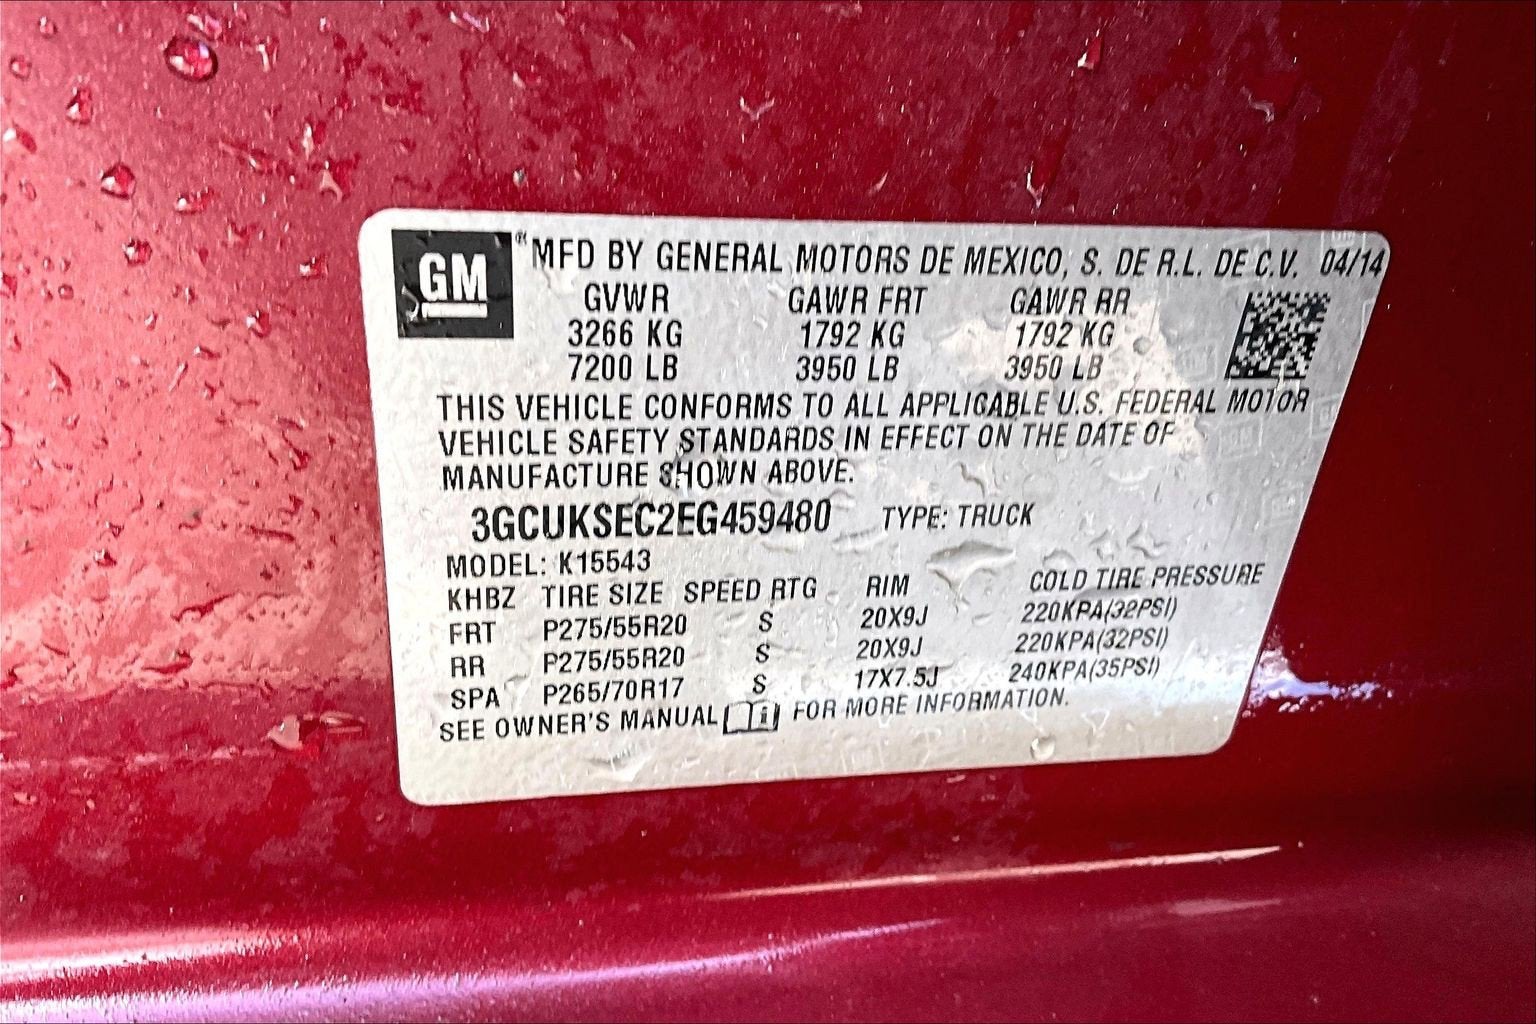 GM ® MFD BY GENERAL MOTORS DE MEXICO, S. DE R.L. DE C.V. 04/14
GVWR GAWR FRT GAWR RR
3266 KG 1792 KG 1792 KG
7200 LB 3950 LB 3950 LB
THIS VEHICLE CONFORMS TO ALL APPLICABLE U.S. FEDERAL MOTOR
VEHICLE SAFETY STANDARDS IN EFFECT ON THE DATE OF
MANUFACTURE SHOWN ABOVE.
3GCUKSEC2EG459480 TYPE: TRUCK
MODEL: K15543
KHBZ TIRE SIZE SPEED RTG RIM COLD TIRE PRESSURE
FRT P275/55R20 S 20X9J 220KPA(32PSI)
RR P275/55R20 S 20X9J 220KPA(32PSI)
SPA P265/70R17 S 17X7.5J 240KPA(35PSI)
SEE OWNER'S MANUAL FOR MORE INFORMATION.